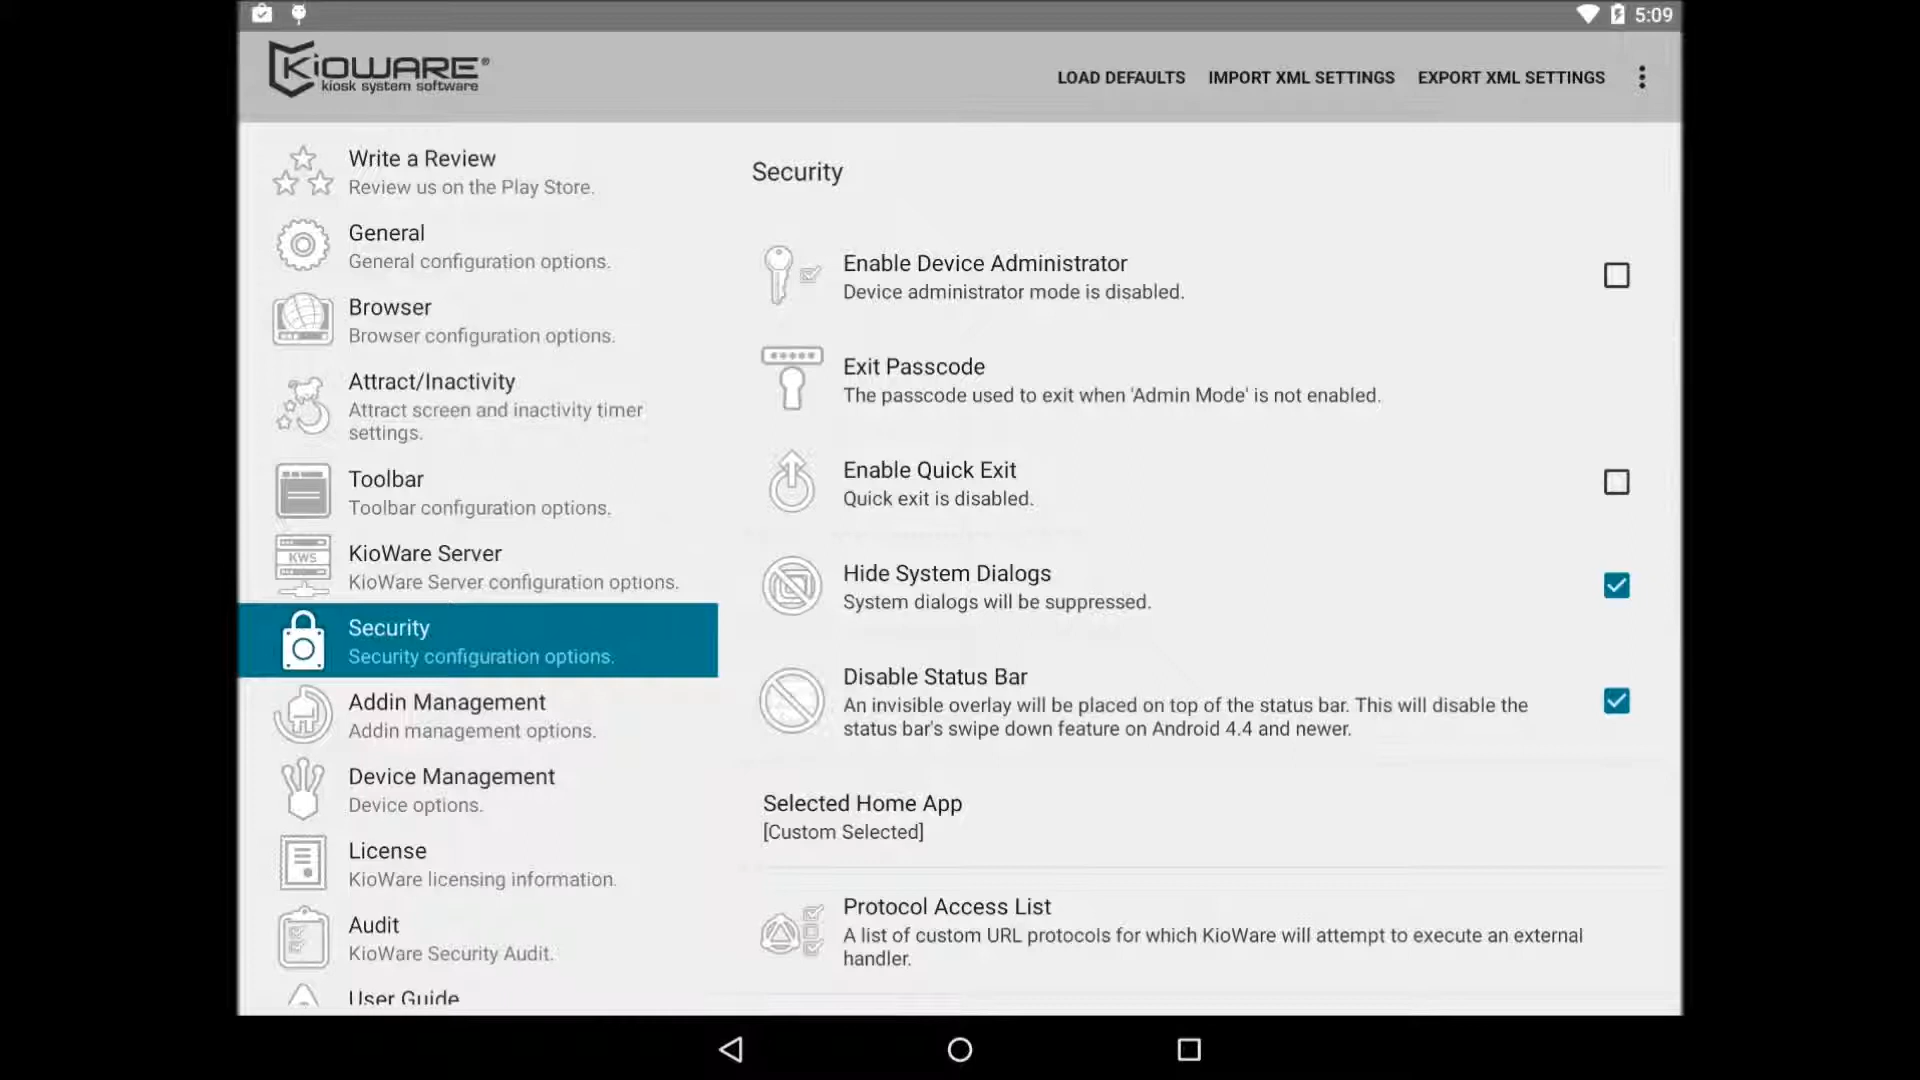 5:09
KiOWARE®
kiosk system software
LOAD DEFAULTS
IMPORT XML SETTINGS
EXPORT XML SETTINGS
Write a Review
Review us on the Play Store.
General
General configuration options.
Browser
Browser configuration options.
Attract/Inactivity
Attract screen and inactivity timer
settings.
Toolbar
Toolbar configuration options.
KWS
KioWare Server
KioWare Server configuration options.
Security
Security configuration options.
Addin Management
Addin management options.
Device Management
Device options.
License
KioWare licensing information.
Audit
KioWare Security Audit.
User Guide
Security
Enable Device Administrator
Device administrator mode is disabled.
Exit Passcode
The passcode used to exit when 'Admin Mode' is not enabled.
Enable Quick Exit
Quick exit is disabled.
Hide System Dialogs
System dialogs will be suppressed.
Disable Status Bar
An invisible overlay will be placed on top of the status bar. This will disable the
status bar's swipe down feature on Android 4.4 and newer.
Selected Home App
[Custom Selected]
Protocol Access List
A list of custom URL protocols for which KioWare will attempt to execute an external
handler.